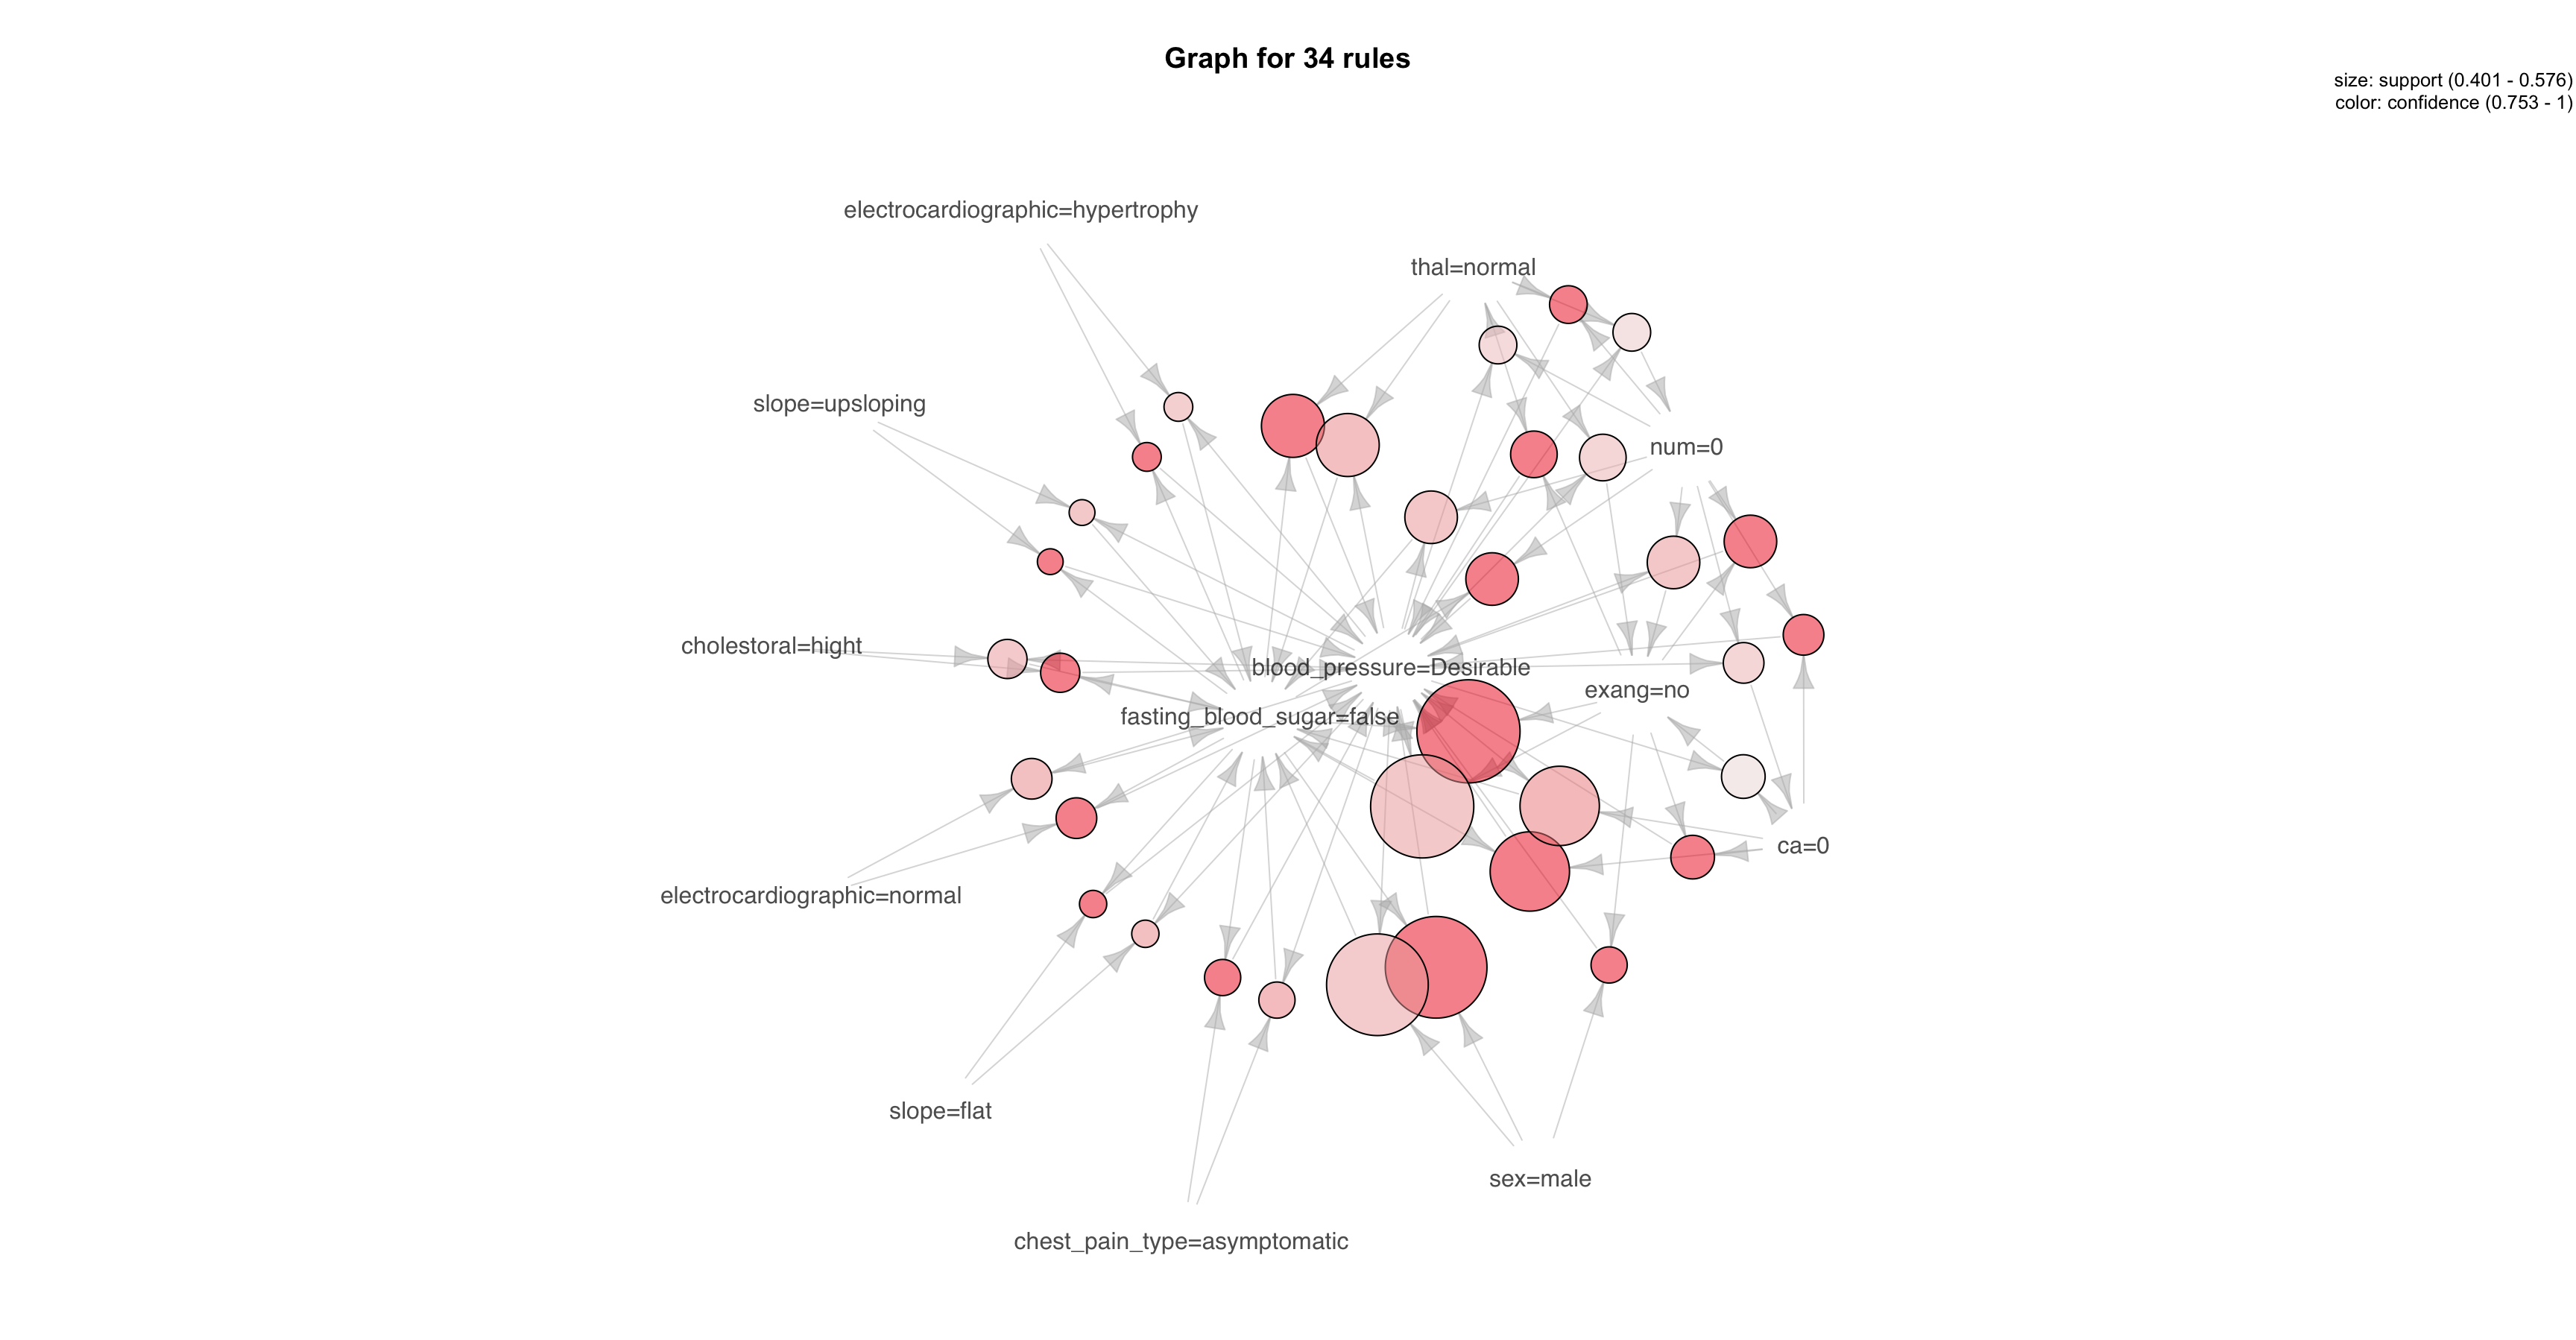 Graph for 34 rules
size: support (0.401 - 0.576)
color: confidence (0.753 - 1)
electrocardiographic=hypertrophy
thal=normal
slope=upsloping
num=0
cholestoral=hight
blood_pressure=Desirable
exang=no
fasting_blood_sugar=false
ca=0
electrocardiographic=normal
slope=flat
sex=male
chest_pain_type=asymptomatic